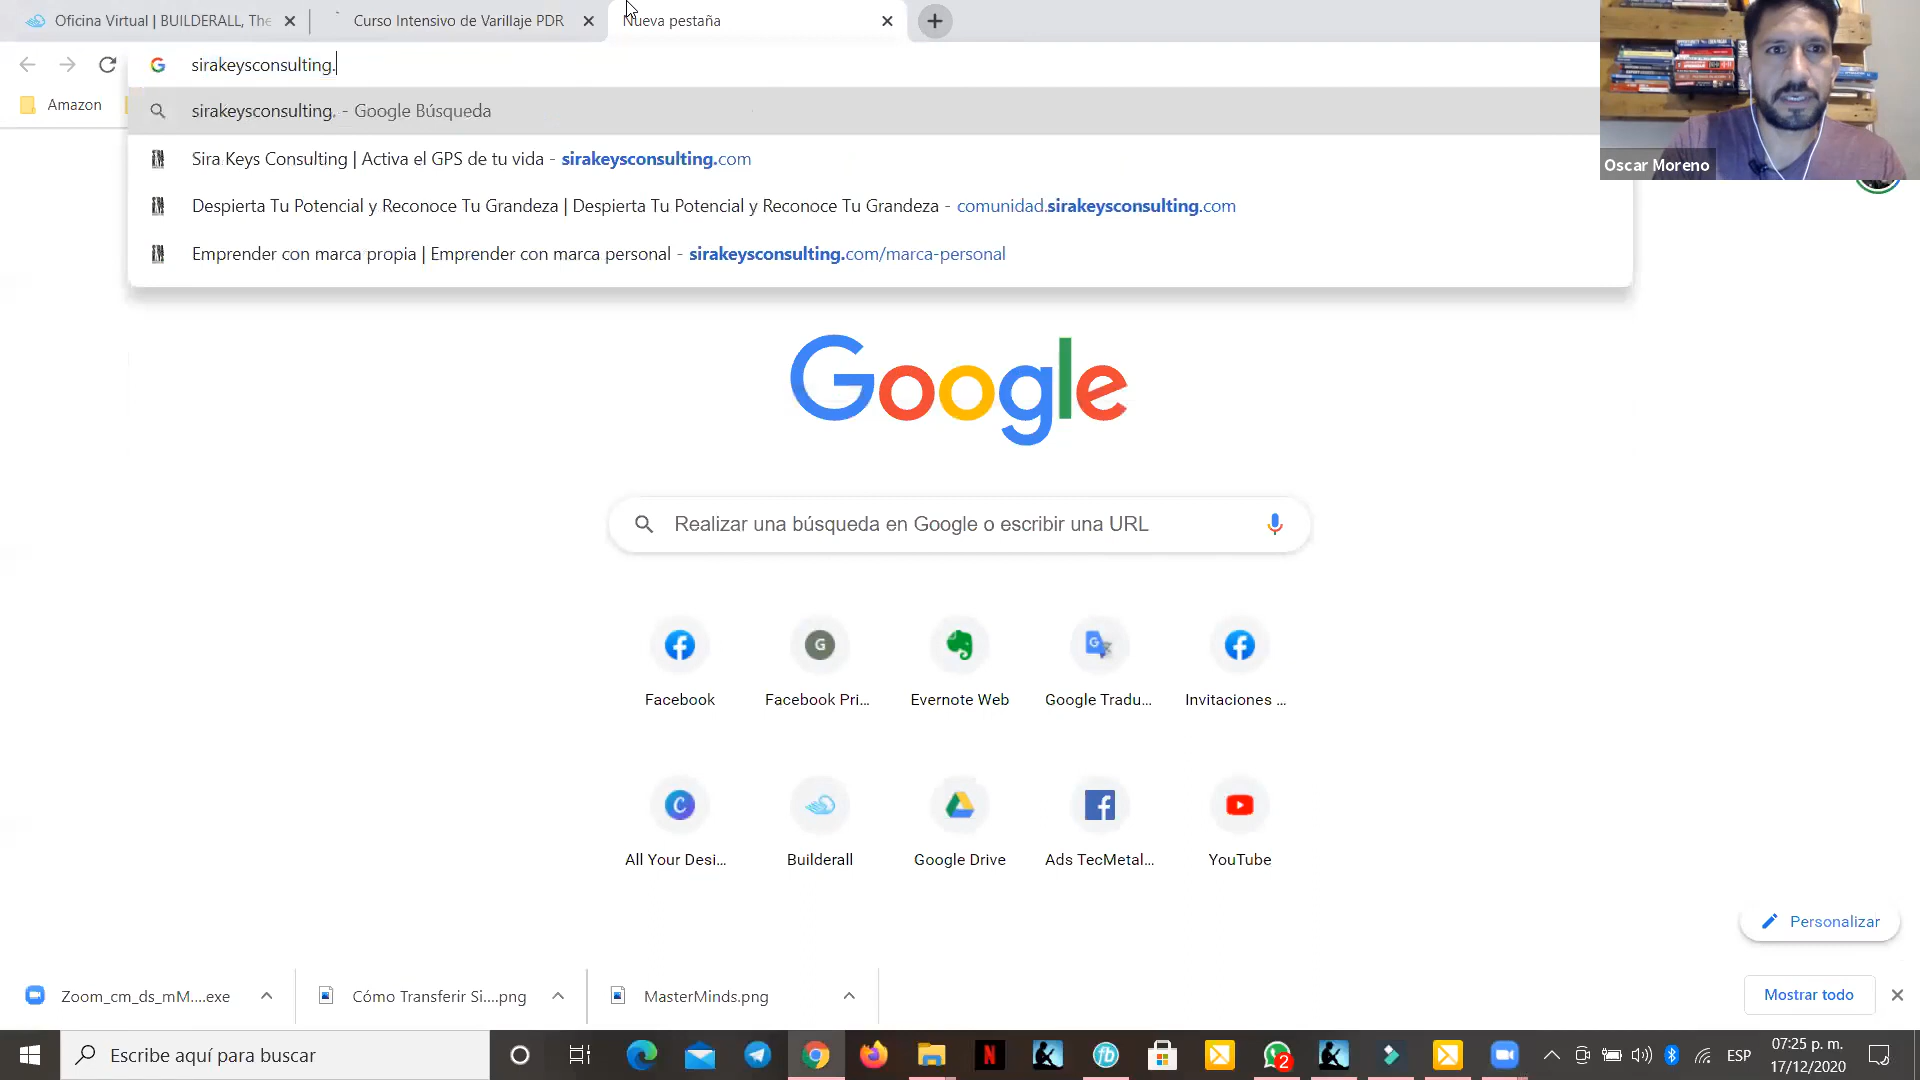 Oficina Virtual | BUILDERALL, The
Curso Intensivo de Varillaje PDR
Nueva pestaña
sirakeysconsulting.
Amazon
sirakeysconsulting. - Google Búsqueda
Sira Keys Consulting | Activa el GPS de tu vida - sirakeysconsulting.com
Despierta Tu Potencial y Reconoce Tu Grandeza | Despierta Tu Potencial y Reconoce Tu Grandeza - comunidad.sirakeysconsulting.com
Emprender con marca propia | Emprender con marca personal - sirakeysconsulting.com/marca-personal
Oscar Moreno
Google
Realizar una búsqueda en Google o escribir una URL
G
Facebook
Facebook Pri...
Evernote Web
Google Tradu...
Invitaciones ...
All Your Desi...
Builderall
Google Drive
Ads TecMetal...
YouTube
Personalizar
Zoom_cm_ds_mM....exe
Cómo Transferir Si....png
MasterMinds.png
Mostrar todo
Escribe aquí para buscar
2
ESP
07:25 p. m.
17/12/2020